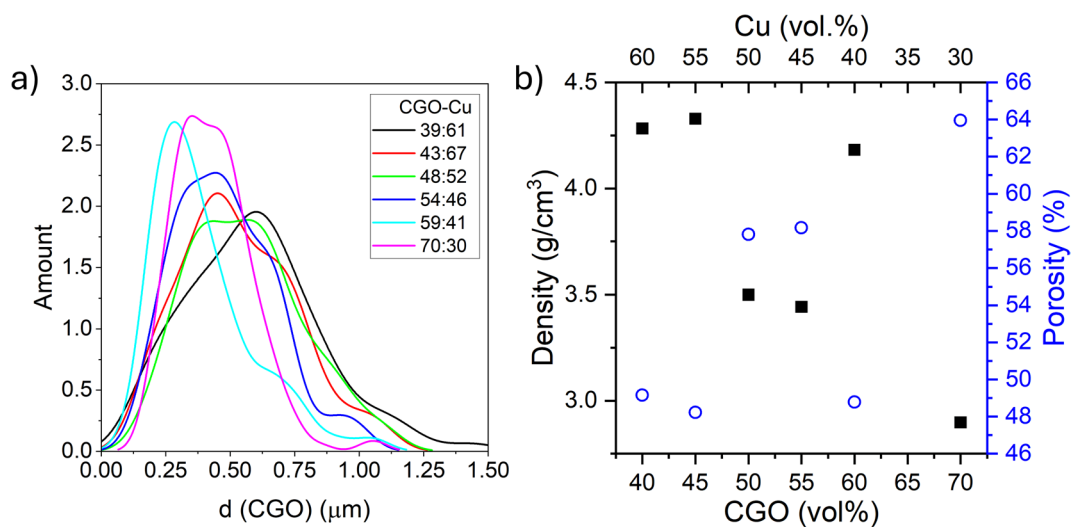 a)
3.0
2.5
2.0
1.5
1.0
0.5
0.0
Amount
0.00 0.25 0.50 0.75 1.00 1.25 1.50
d (CGO) (μm)
CGO-Cu
39:61
43:67
48:52
54:46
59:41
70:30
b)
Cu (vol.%)
60 55 50 45 40 35 30
4.5
4.0
3.5
3.0
Density (g/cm³)
66
64
62
60
58
56
54
52
50
48
46
Porosity (%)
40 45 50 55 60 65 70
CGO (vol%)